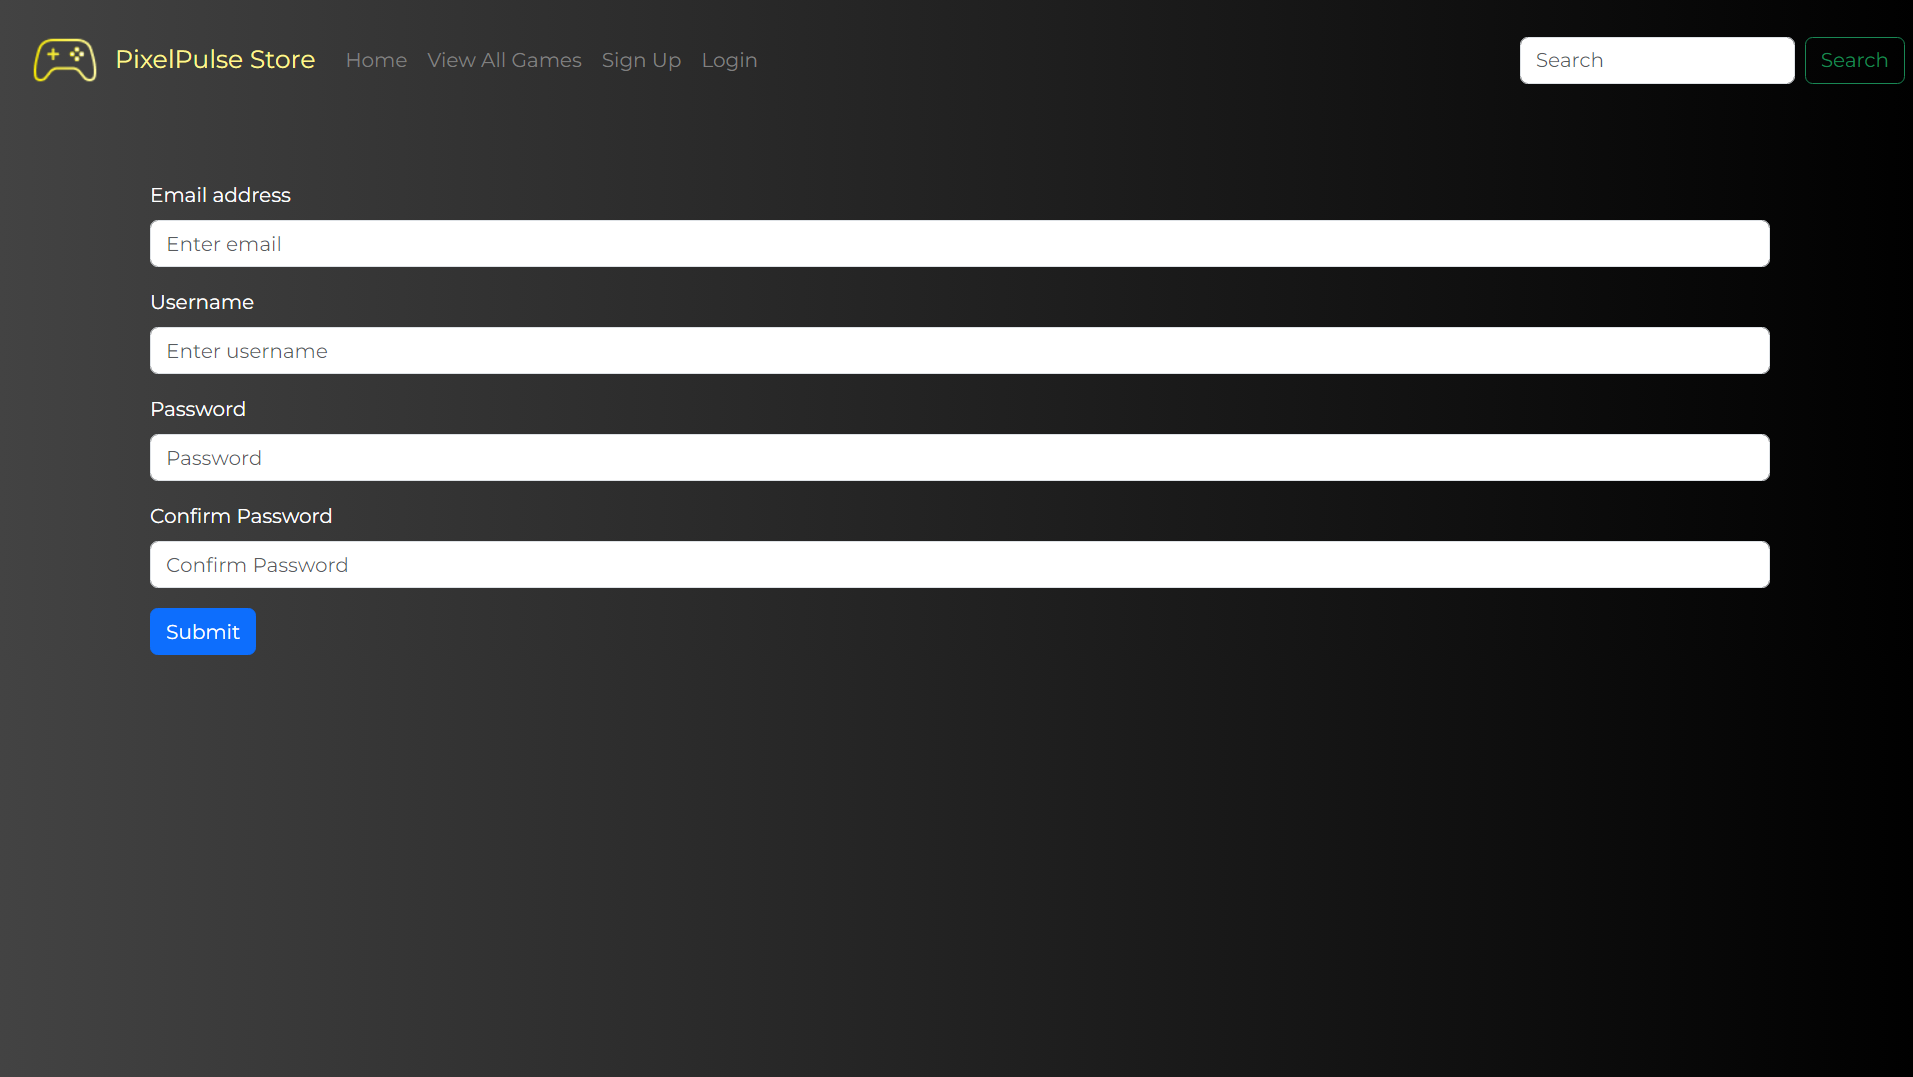 PixelPulse Store Home View All Games Sign Up Login Search Search
Email address
Enter email
Username
Enter username
Password
Password
Confirm Password
Confirm Password
Submit